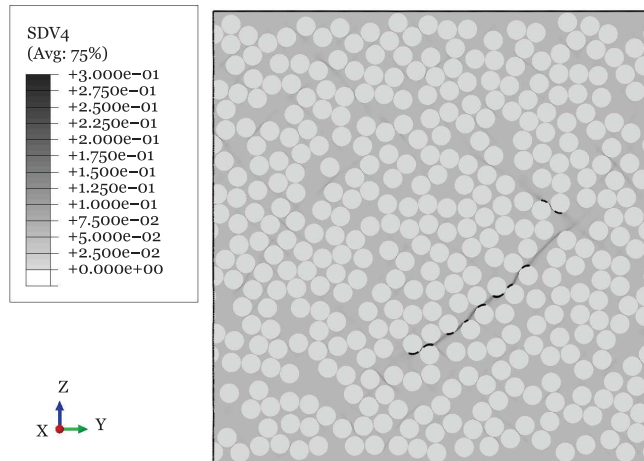 SDV4
(Avg: 75%)
+3.000e−01
+2.750e−01
+2.500e−01
+2.250e−01
+2.000e−01
+1.750e−01
+1.500e−01
+1.250e−01
+1.000e−01
+7.500e−02
+5.000e−02
+2.500e−02
+0.000e+00
Z
X
Y